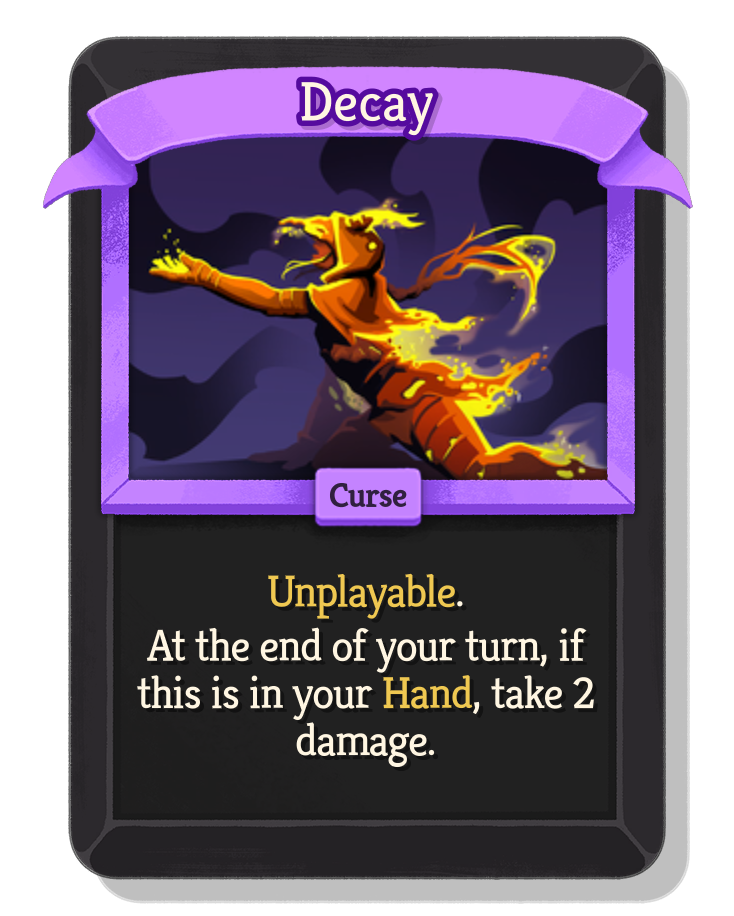 Decay
Curse
Unplayable.
At the end of your turn, if
this is in your Hand, take 2
damage.